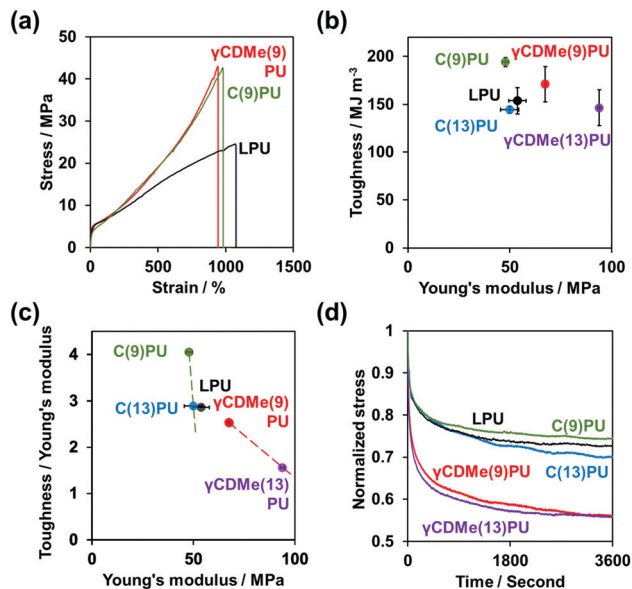 (a)
50
40
30
20
10
0
Stress / MPa
γCDMe(9)
PU
C(9)PU
LPU
0
500
1000
1500
Strain / %
(b)
200
150
100
50
0
Toughness / MJ m-3
C(9)PU
γCDMe(9)PU
LPU
C(13)PU
γCDMe(13)PU
0
50
100
Young's modulus / MPa
(c)
4
3
2
1
0
Toughness / Young's modulus
C(9)PU
LPU
C(13)PU
γCDMe(9)
PU
γCDMe(13)
PU
0
50
100
Young's modulus / MPa
(d)
1
0.9
0.8
0.7
0.6
0.5
Normalized stress
LPU
C(9)PU
C(13)PU
γCDMe(9)PU
γCDMe(13)PU
0
1800
3600
Time / Second